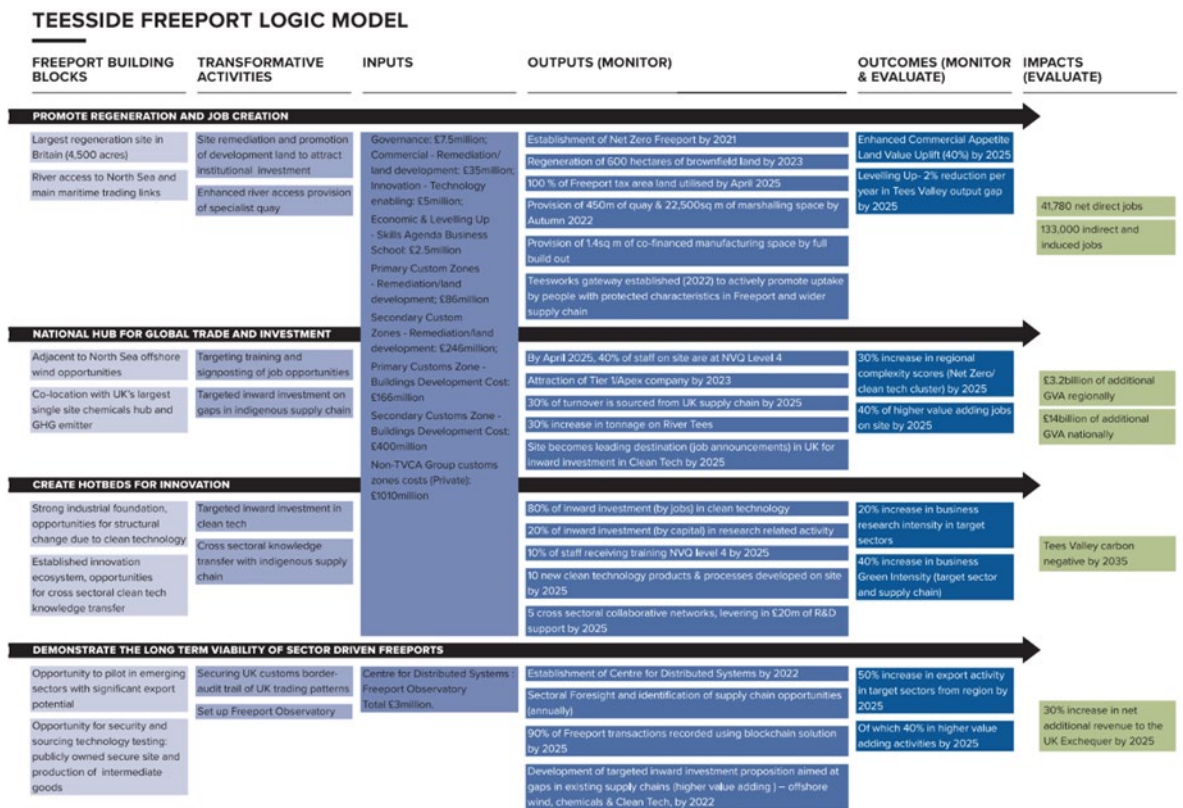 TEESSIDE FREEPORT LOGIC MODEL
FREEPORT BUILDING
BLOCKS
TRANSFORMATIVE
ACTIVITIES
INPUTS
OUTPUTS (MONITOR)
OUTCOMES (MONITOR
& EVALUATE)
IMPACTS
(EVALUATE)
PROMOTE REGENERATION AND JOB CREATION
Largest regeneration site in
Britain (4,500 acres)
River access to North Sea and
main maritime trading links
Site remediation and promotion
of development land to attract
institutional investment
Enhanced river access provision
of specialist quay
Governance: £7.5million;
Commercial - Remediation/
land development: £35million;
Innovation - Technology
enabling: £5million;
Economic & Levelling Up
- Skills Agenda Business
School: £2.5million
Primary Custom Zones
- Remediation/land
development; £86million
Secondary Custom
Zones - Remediation/land
development: £246million;
Primary Customs Zone -
Buildings Development Cost:
£166million
Secondary Customs Zone -
Buildings Development Cost:
£400million
Non-TVCA Group customs
zones costs (Private):
£1010million
Establishment of Net Zero Freeport by 2021
Regeneration of 600 hectares of brownfield land by 2023
100 % of Freeport tax area land utilised by April 2025
Provision of 450m of quay & 22,500sq m of marshalling space by
Autumn 2022
Provision of 1.4sq m of co-financed manufacturing space by full
build out
Teesworks gateway established (2022) to actively promote uptake
by people with protected characteristics in Freeport and wider
supply chain
Enhanced Commercial Appetite
Land Value Uplift (40%) by 2025
Levelling Up- 2% reduction per
year in Tees Valley output gap
by 2025
41,780 net direct jobs
133,000 indirect and
induced jobs
NATIONAL HUB FOR GLOBAL TRADE AND INVESTMENT
Adjacent to North Sea offshore
wind opportunities
Co-location with UK's largest
single site chemicals hub and
GHG emitter
Targeting training and
signposting of job opportunities
Targeted inward investment on
gaps in indigenous supply chain
By April 2025, 40% of staff on site are at NVQ Level 4
Attraction of Tier 1/Apex company by 2023
30% of turnover is sourced from UK supply chain by 2025
30% increase in tonnage on River Tees
Site becomes leading destination (job announcements) in UK for
inward investment in Clean Tech by 2025
30% increase in regional
complexity scores (Net Zero/
clean tech cluster) by 2025
40% of higher value adding jobs
on site by 2025
£3.2billion of additional
GVA regionally
£14billion of additional
GVA nationally
CREATE HOTBEDS FOR INNOVATION
Strong industrial foundation,
opportunities for structural
change due to clean technology
Established innovation
ecosystem, opportunities
for cross sectoral clean tech
knowledge transfer
Targeted inward investment in
clean tech
Cross sectoral knowledge
transfer with indigenous supply
chain
80% of inward investment (by jobs) in clean technology
20% of inward investment (by capital) in research related activity
10% of staff receiving training NVQ level 4 by 2025
10 new clean technology products & processes developed on site
by 2025
5 cross sectoral collaborative networks, levering in £20m of R&D
support by 2025
20% increase in business
research intensity in target
sectors
40% increase in business
Green Intensity (target sector
and supply chain)
Tees Valley carbon
negative by 2035
DEMONSTRATE THE LONG TERM VIABILITY OF SECTOR DRIVEN FREEPORTS
Opportunity to pilot in emerging
sectors with significant export
potential
Opportunity for security and
sourcing technology testing:
publicly owned secure site and
production of intermediate
goods
Securing UK customs border-
audit trail of UK trading patterns
Set up Freeport Observatory
Centre for Distributed Systems :
Freeport Observatory
Total £3million.
Establishment of Centre for Distributed Systems by 2022
Sectoral Foresight and identification of supply chain opportunities
(annually)
90% of Freeport transactions recorded using blockchain solution
by 2025
Development of targeted inward investment proposition aimed at
gaps in existing supply chains (higher value adding ) – offshore
wind, chemicals & Clean Tech, by 2022
50% increase in export activity
in target sectors from region by
2025
Of which 40% in higher value
adding activities by 2025
30% increase in net
additional revenue to the
UK Exchequer by 2025